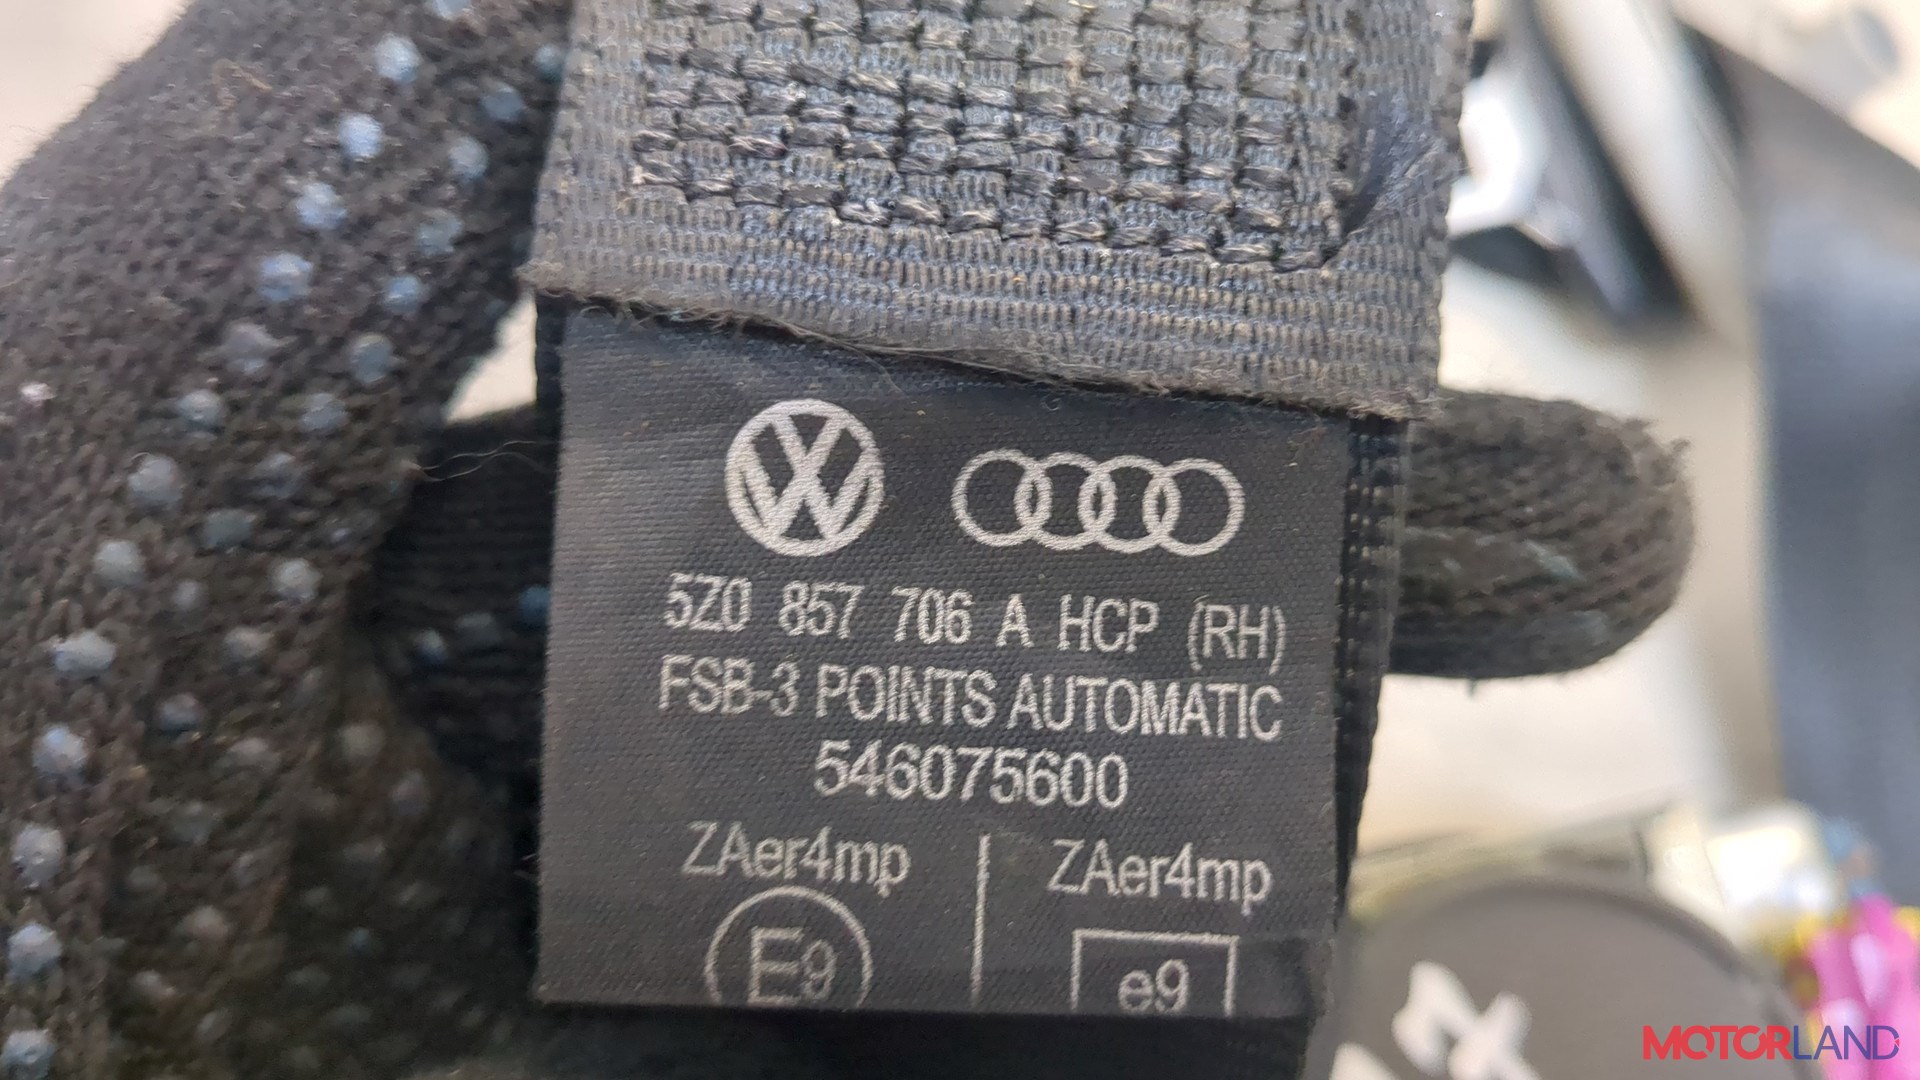 5Z0 857 706 A HCP (RH)
FSB-3 POINTS AUTOMATIC
546075600
ZAer4mp ZAer4mp
E9 e9
MOTORLAND